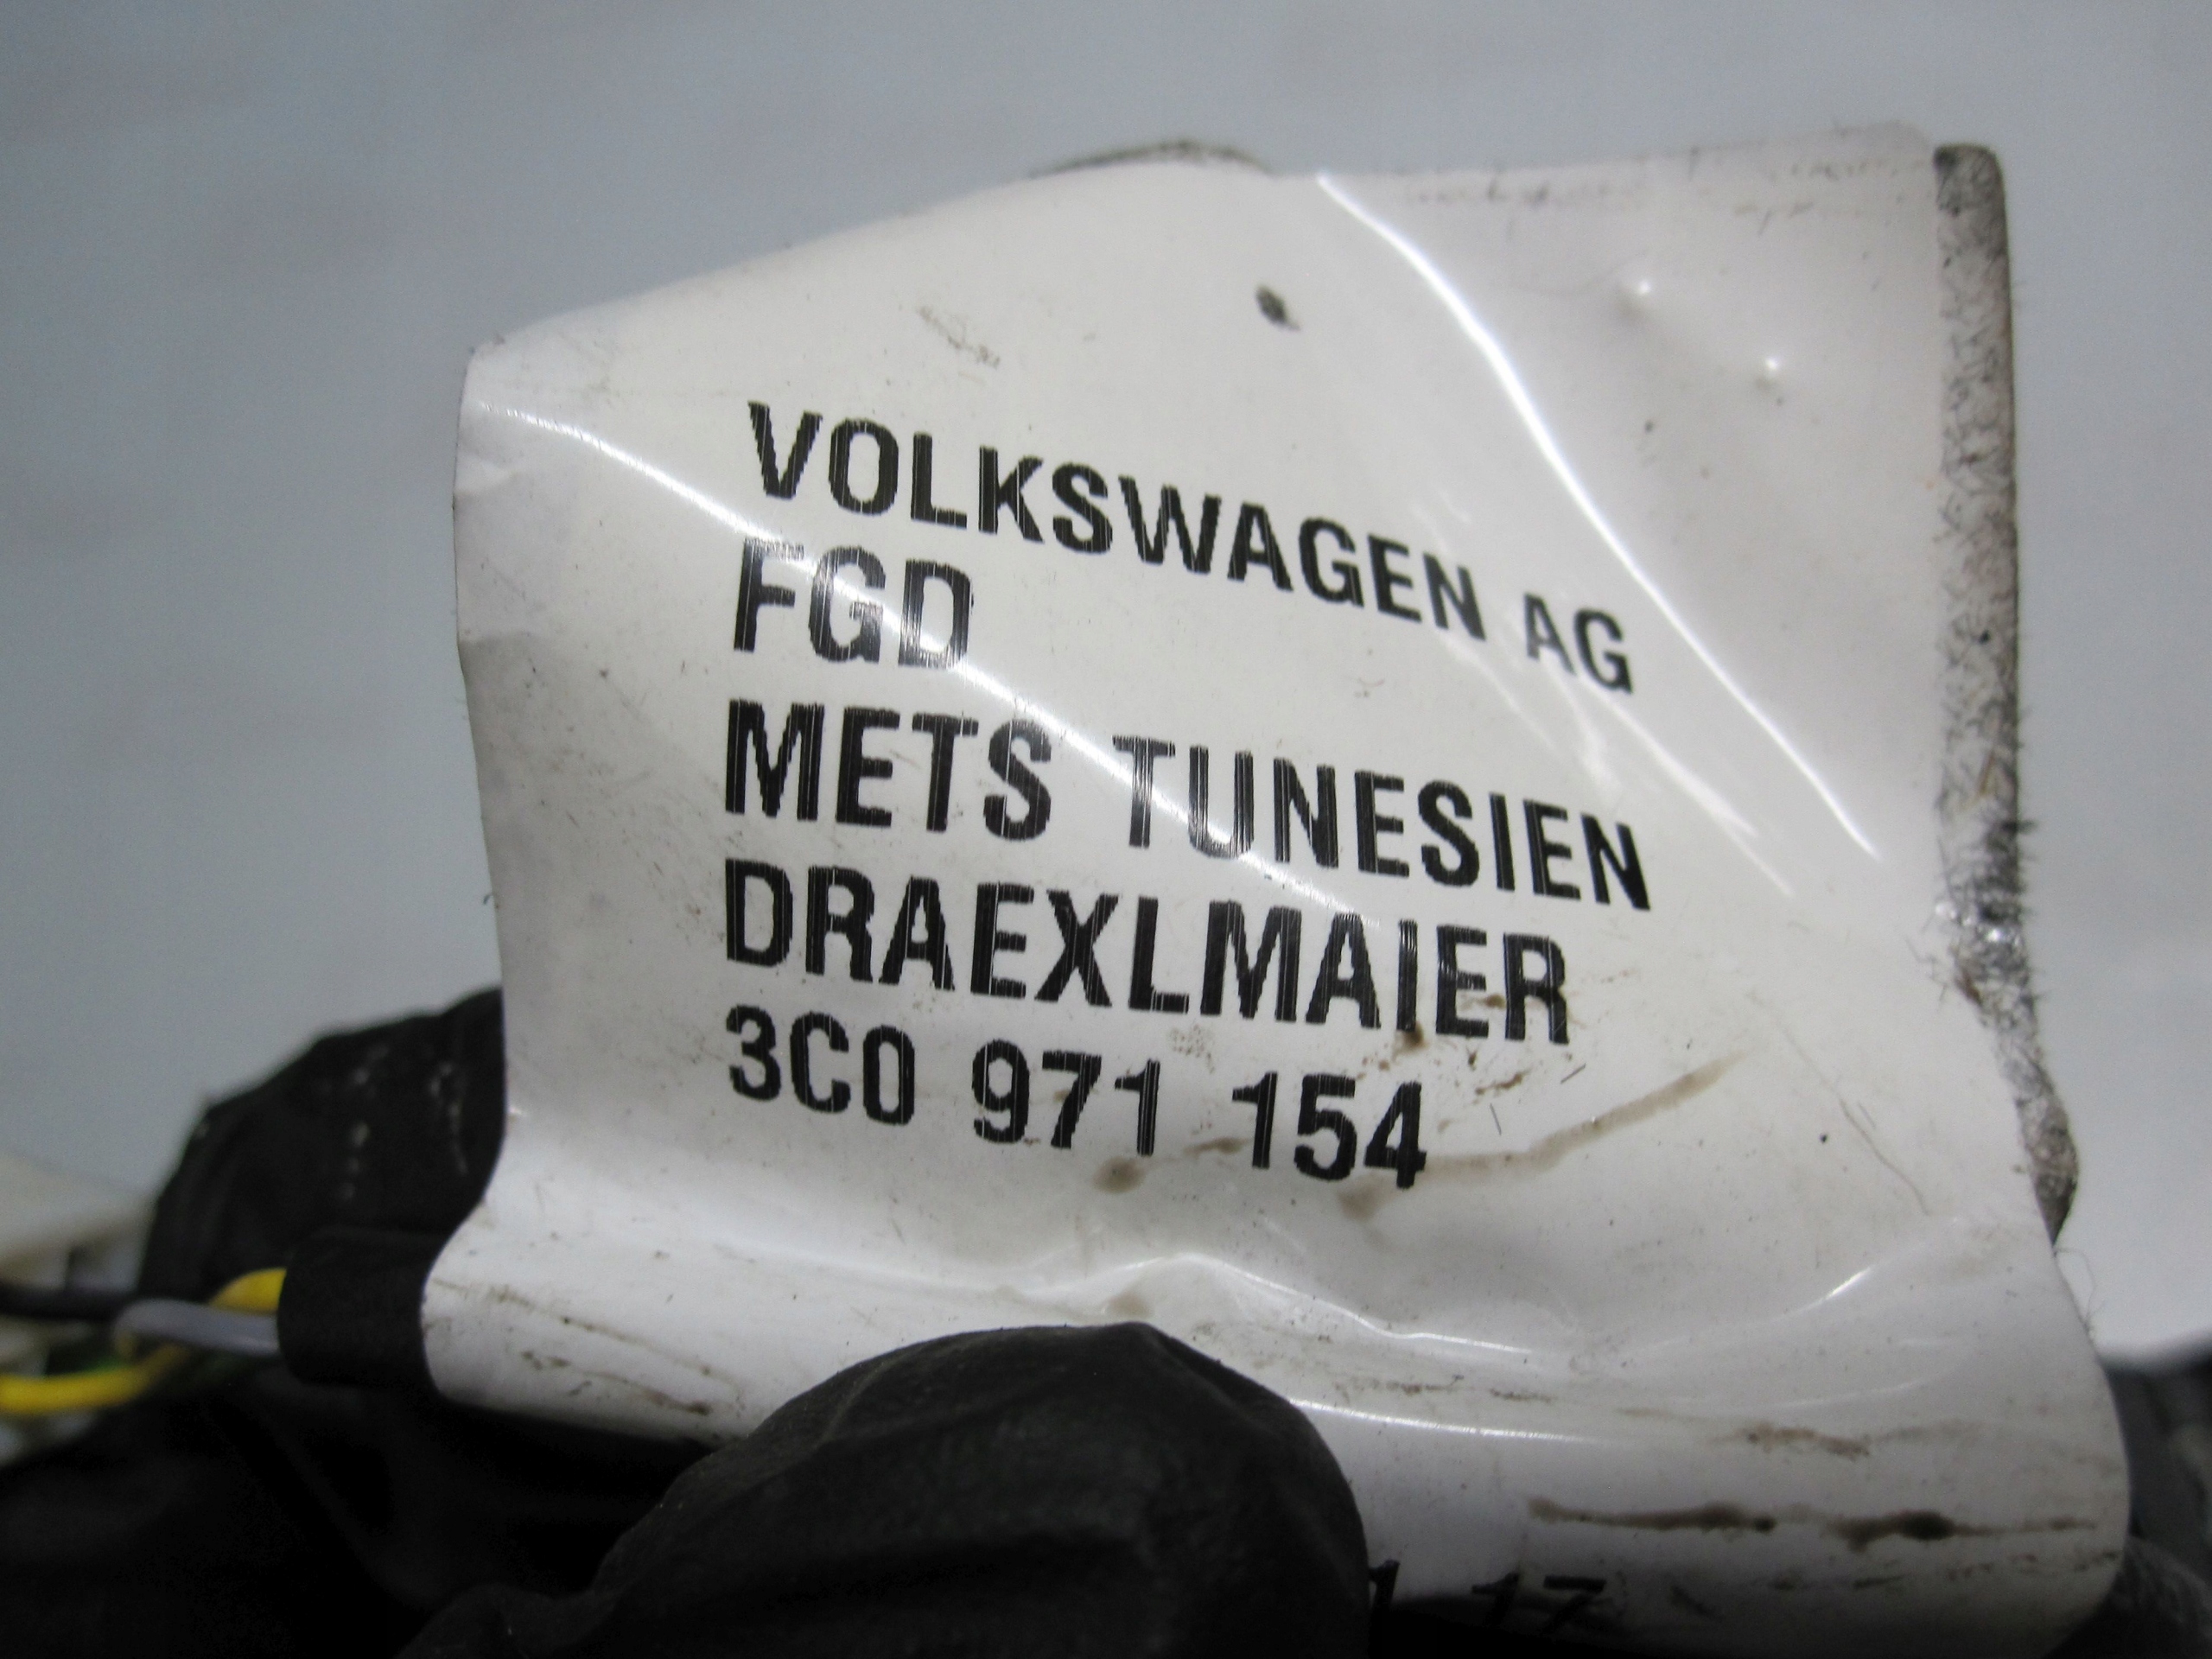 VOLKSWAGEN AG
FGD
METS TUNESIEN
DRAEXLMAIER
3C0 971 154